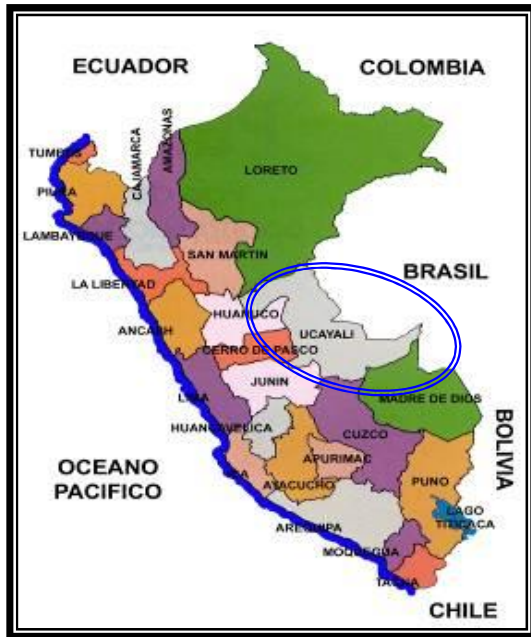 ECUADOR
COLOMBIA
TUMBES
CAJAMARCA
AMAZONAS
LORETO
PIURA
LAMBAYEQUE
SAN MARTIN
BRASIL
LA LIBERTAD
HUANUCO
ANCASH
UCAYALI
CERRO DE PASCO
JUNIN
LIMA
MADRE DE DIOS
HUANCAVELICA
CUZCO
BOLIVIA
APURIMAC
OCEANO
PACIFICO
ICA
AYACUCHO
PUNO
LAGO
TITICACA
AREQUIPA
MOQUEGUA
TACNA
CHILE